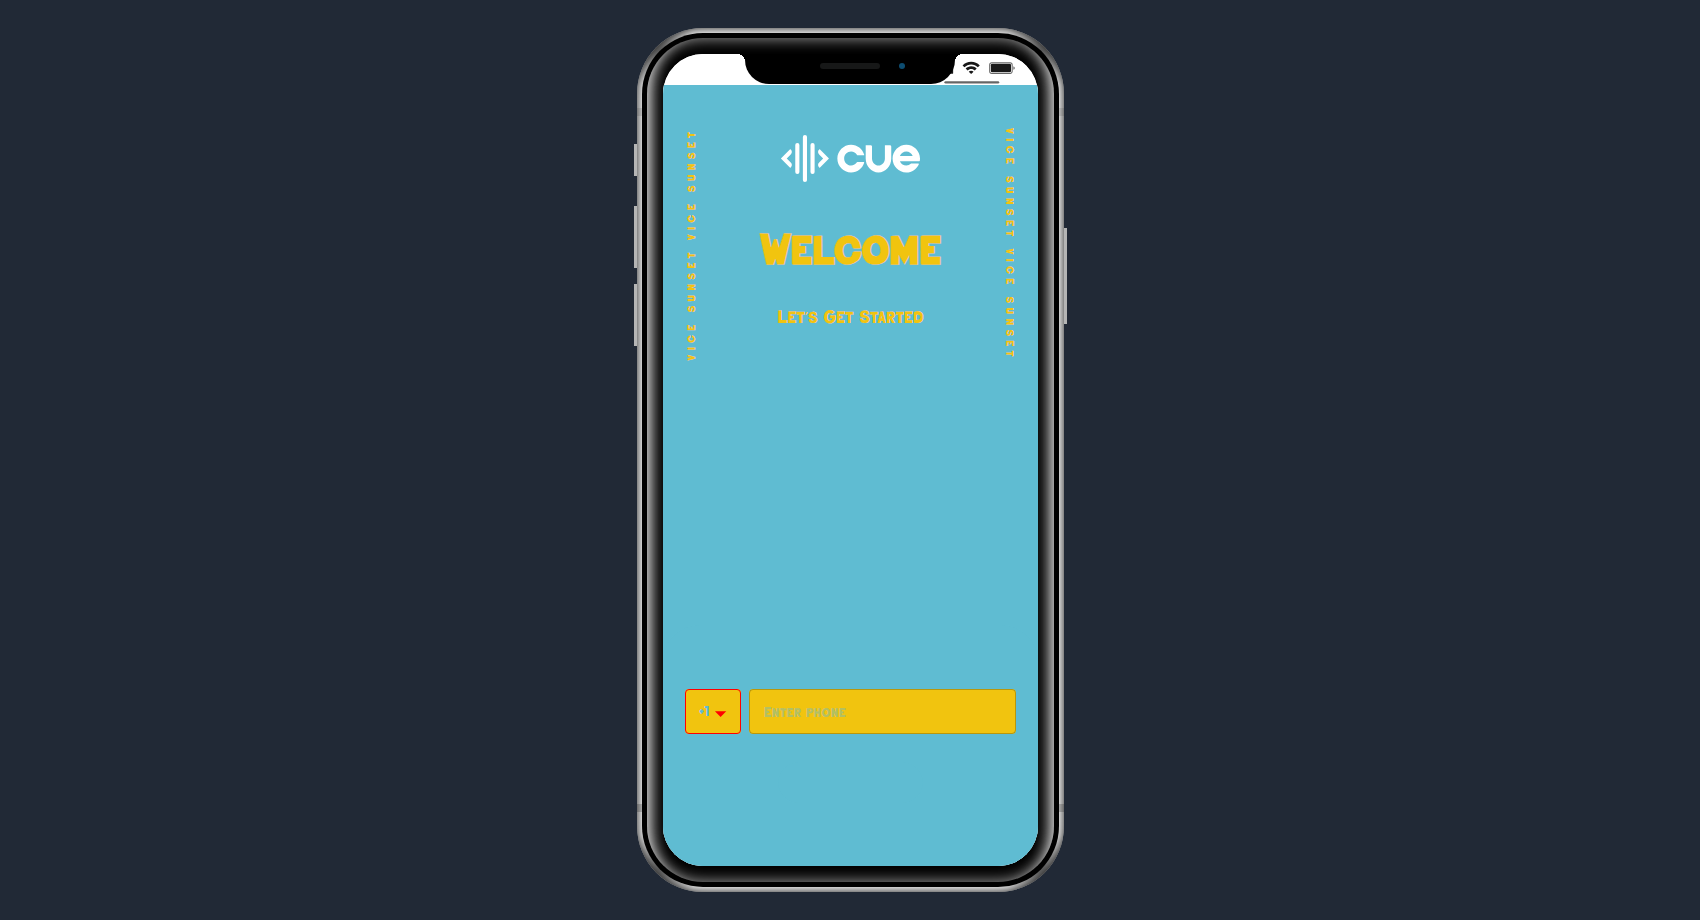 cue
WELCOME
LET'S GET STARTED
VICE SUNSET VICE SUNSET
VICE SUNSET VICE SUNSET
+1
ENTER PHONE